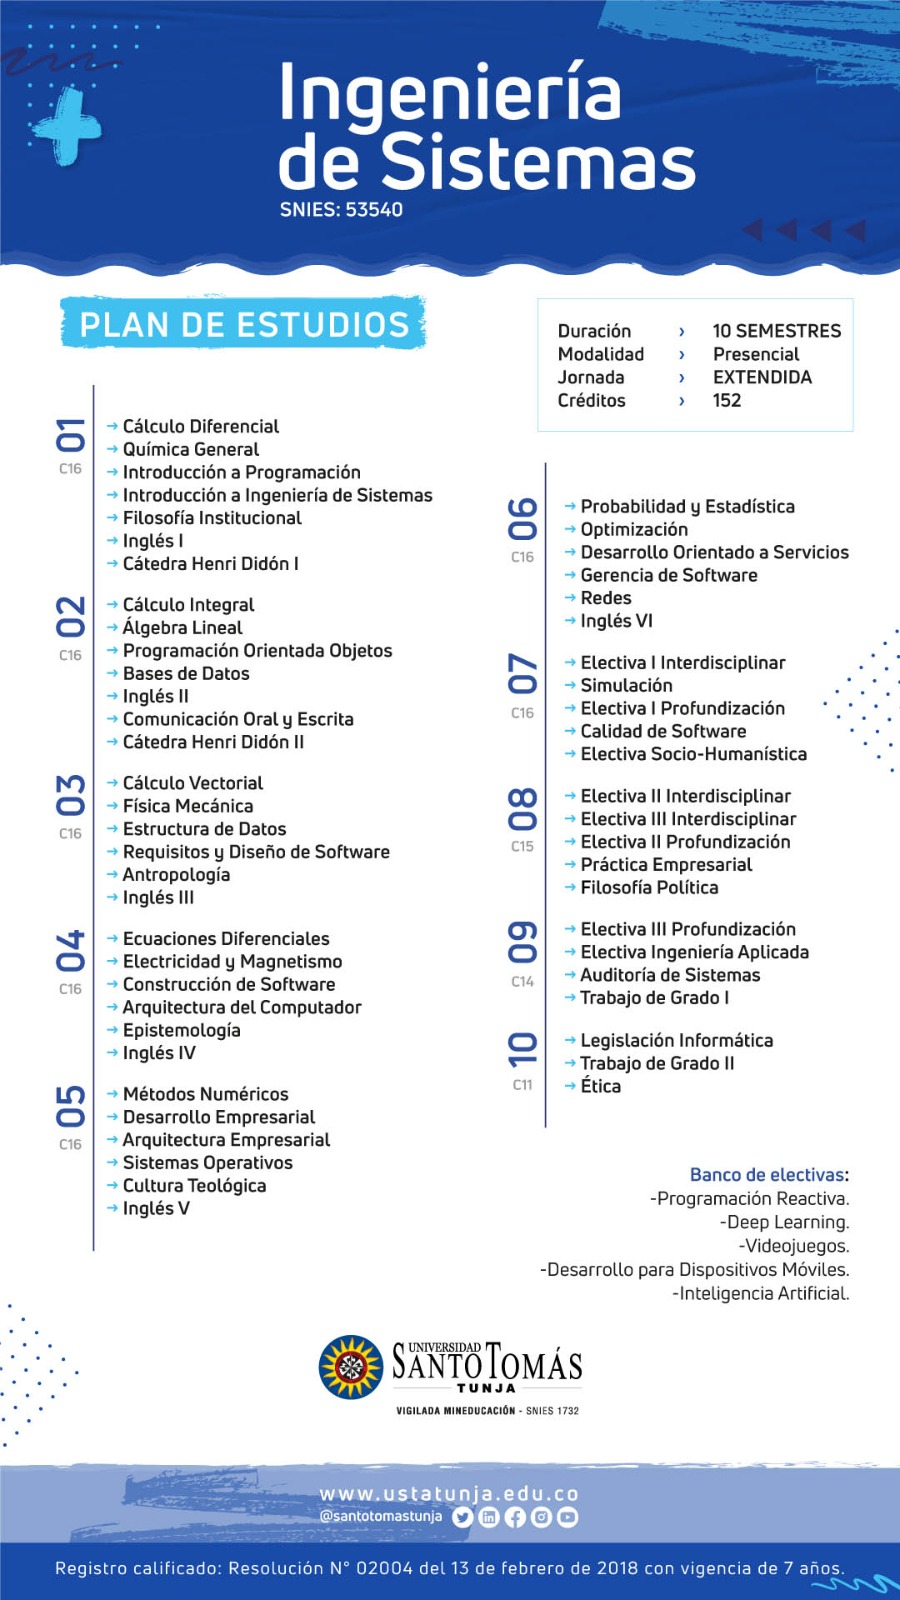 Ingeniería
de Sistemas
SNIES: 53540
PLAN DE ESTUDIOS
Duración › 10 SEMESTRES
Modalidad › Presencial
Jornada › EXTENDIDA
Créditos › 152
01
C16
→ Cálculo Diferencial
→ Química General
→ Introducción a Programación
→ Introducción a Ingeniería de Sistemas
→ Filosofía Institucional
→ Inglés I
→ Cátedra Henri Didón I
02
C16
→ Cálculo Integral
→ Álgebra Lineal
→ Programación Orientada Objetos
→ Bases de Datos
→ Inglés II
→ Comunicación Oral y Escrita
→ Cátedra Henri Didón II
03
C16
→ Cálculo Vectorial
→ Física Mecánica
→ Estructura de Datos
→ Requisitos y Diseño de Software
→ Antropología
→ Inglés III
04
C16
→ Ecuaciones Diferenciales
→ Electricidad y Magnetismo
→ Construcción de Software
→ Arquitectura del Computador
→ Epistemología
→ Inglés IV
05
C16
→ Métodos Numéricos
→ Desarrollo Empresarial
→ Arquitectura Empresarial
→ Sistemas Operativos
→ Cultura Teológica
→ Inglés V
06
C16
→ Probabilidad y Estadística
→ Optimización
→ Desarrollo Orientado a Servicios
→ Gerencia de Software
→ Redes
→ Inglés VI
07
C16
→ Electiva I Interdisciplinar
→ Simulación
→ Electiva I Profundización
→ Calidad de Software
→ Electiva Socio-Humanística
08
C15
→ Electiva II Interdisciplinar
→ Electiva III Interdisciplinar
→ Electiva II Profundización
→ Práctica Empresarial
→ Filosofía Política
09
C14
→ Electiva III Profundización
→ Electiva Ingeniería Aplicada
→ Auditoría de Sistemas
→ Trabajo de Grado I
10
C11
→ Legislación Informática
→ Trabajo de Grado II
→ Ética
Banco de electivas:
-Programación Reactiva.
-Deep Learning.
-Videojuegos.
-Desarrollo para Dispositivos Móviles.
-Inteligencia Artificial.
UNIVERSIDAD
SANTO TOMÁS
TUNJA
VIGILADA MINEDUCACIÓN - SNIES 1732
www.ustatunja.edu.co
@santotomastunja
Registro calificado: Resolución N° 02004 del 13 de febrero de 2018 con vigencia de 7 años.